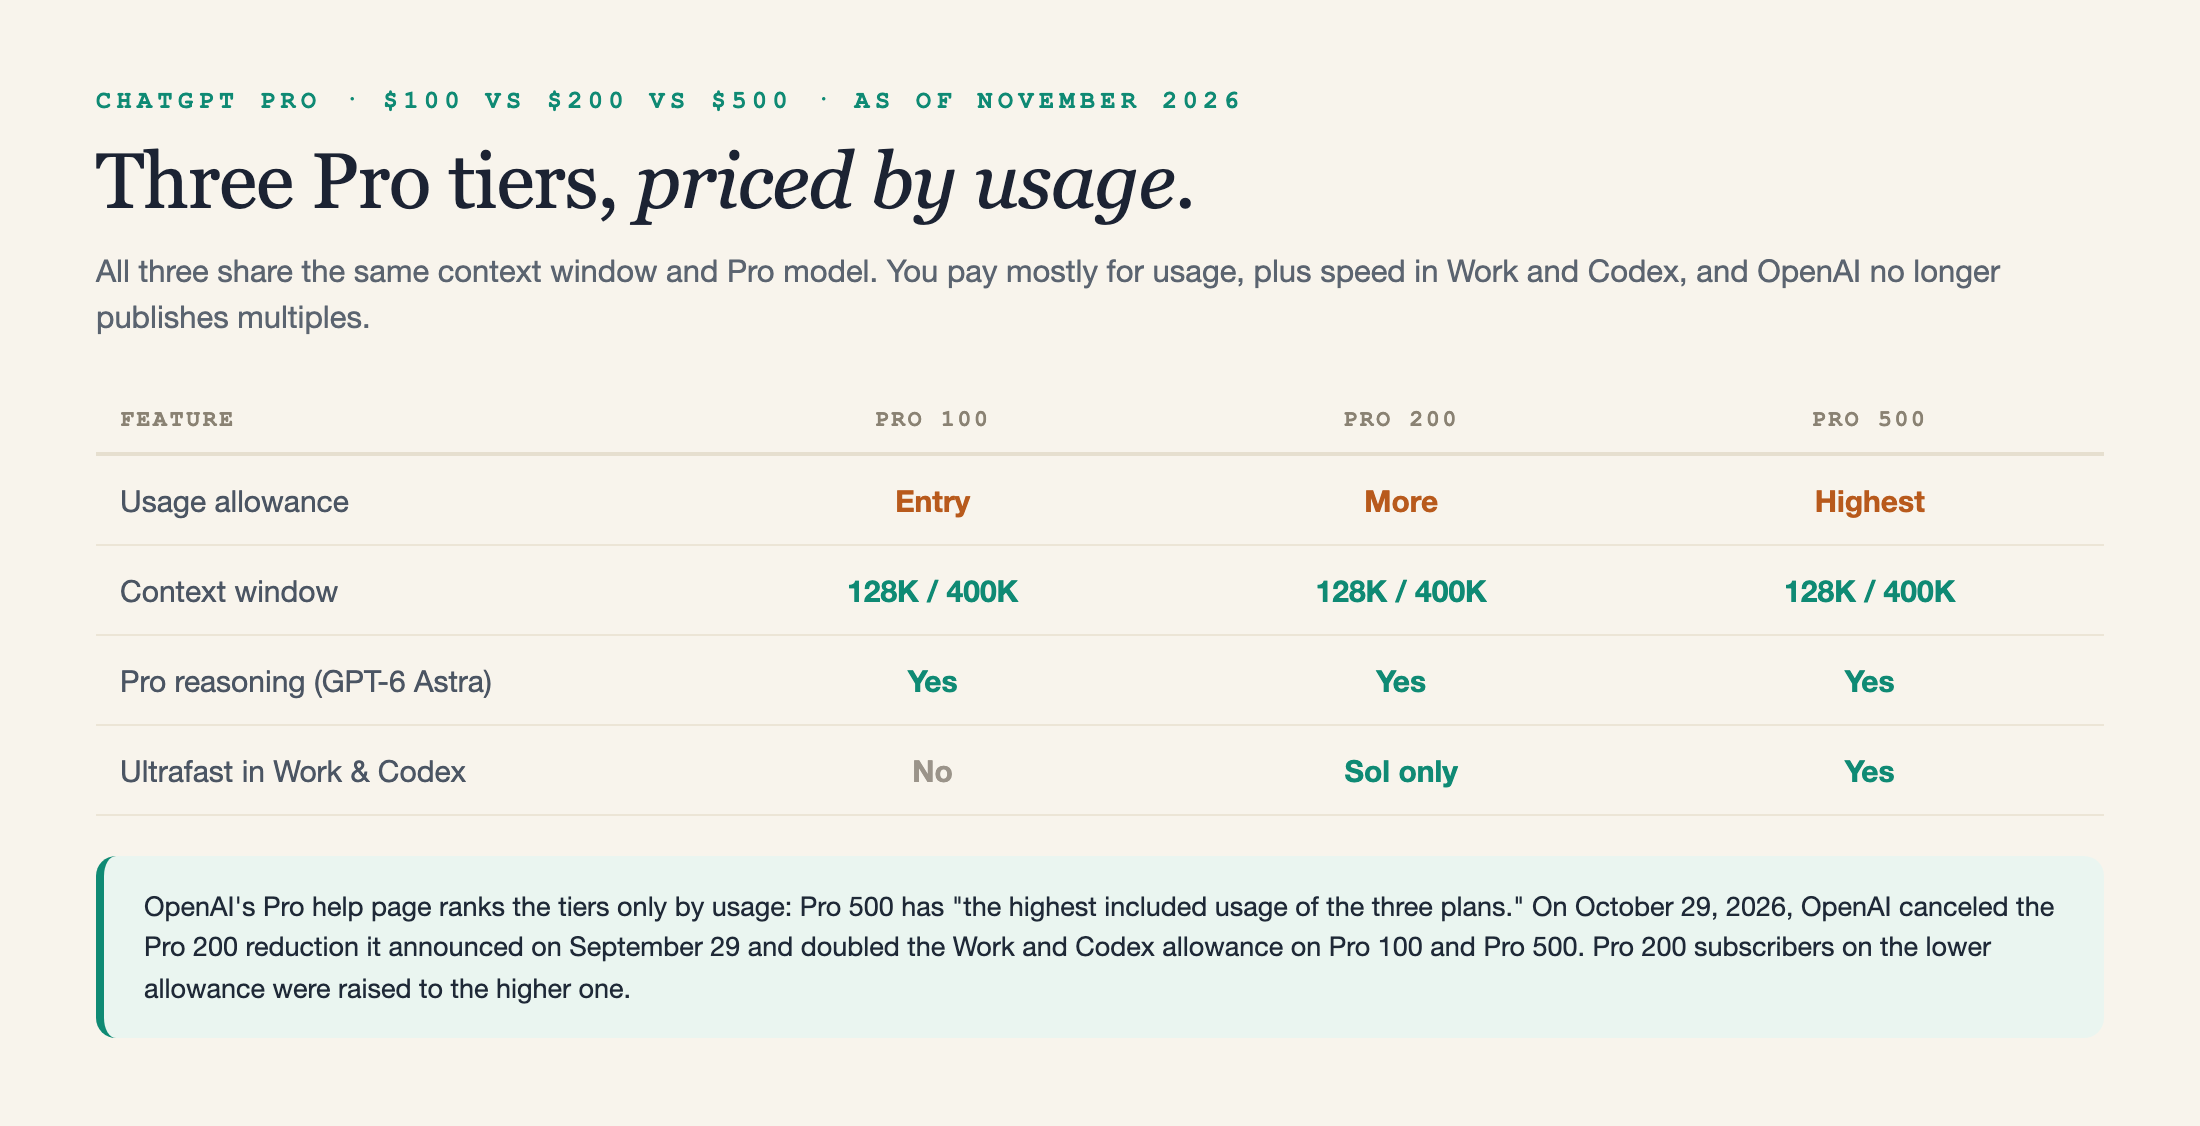 CHATGPT PRO · $100 VS $200 VS $500 · AS OF NOVEMBER 2026
Three Pro tiers, priced by usage.
All three share the same context window and Pro model. You pay mostly for usage, plus speed in Work and Codex, and OpenAI no longer
publishes multiples.
FEATURE PRO 100 PRO 200 PRO 500
Usage allowance Entry More Highest
Context window 128K / 400K 128K / 400K 128K / 400K
Pro reasoning (GPT-6 Astra) Yes Yes Yes
Ultrafast in Work & Codex No Sol only Yes
OpenAI's Pro help page ranks the tiers only by usage: Pro 500 has "the highest included usage of the three plans." On October 29, 2026, OpenAI canceled the
Pro 200 reduction it announced on September 29 and doubled the Work and Codex allowance on Pro 100 and Pro 500. Pro 200 subscribers on the lower
allowance were raised to the higher one.